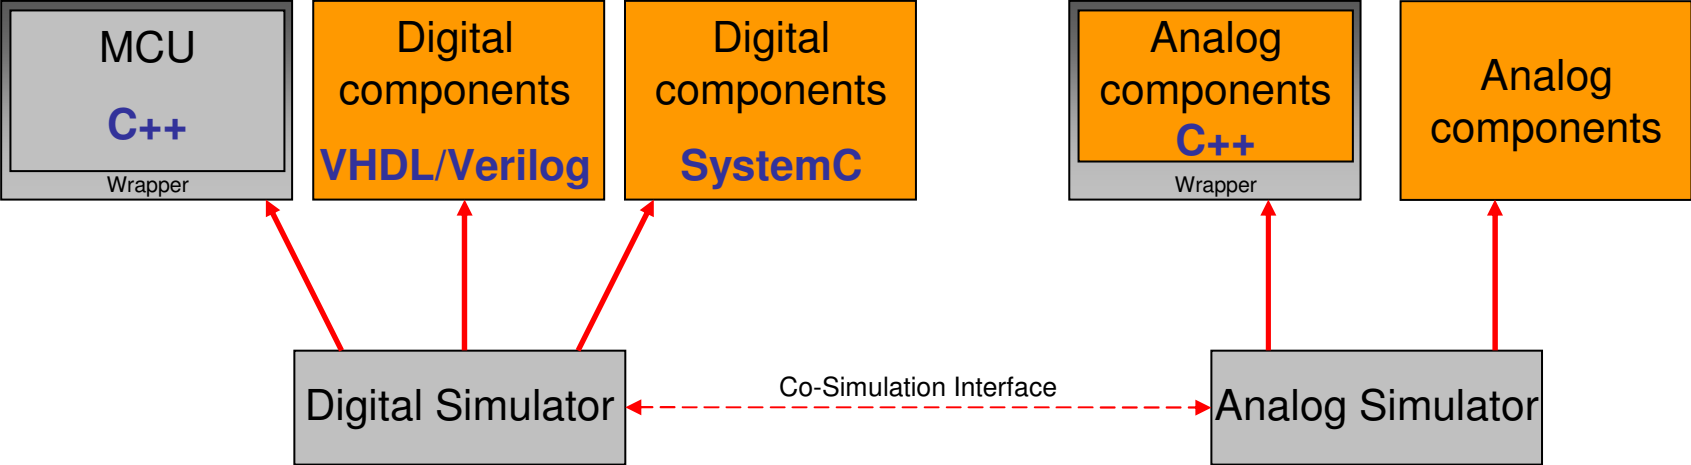 MCU
C++
Wrapper
Digital
components
VHDL/Verilog
Digital
components
SystemC
Analog
components
C++
Wrapper
Analog
components
Digital Simulator
Co-Simulation Interface
Analog Simulator